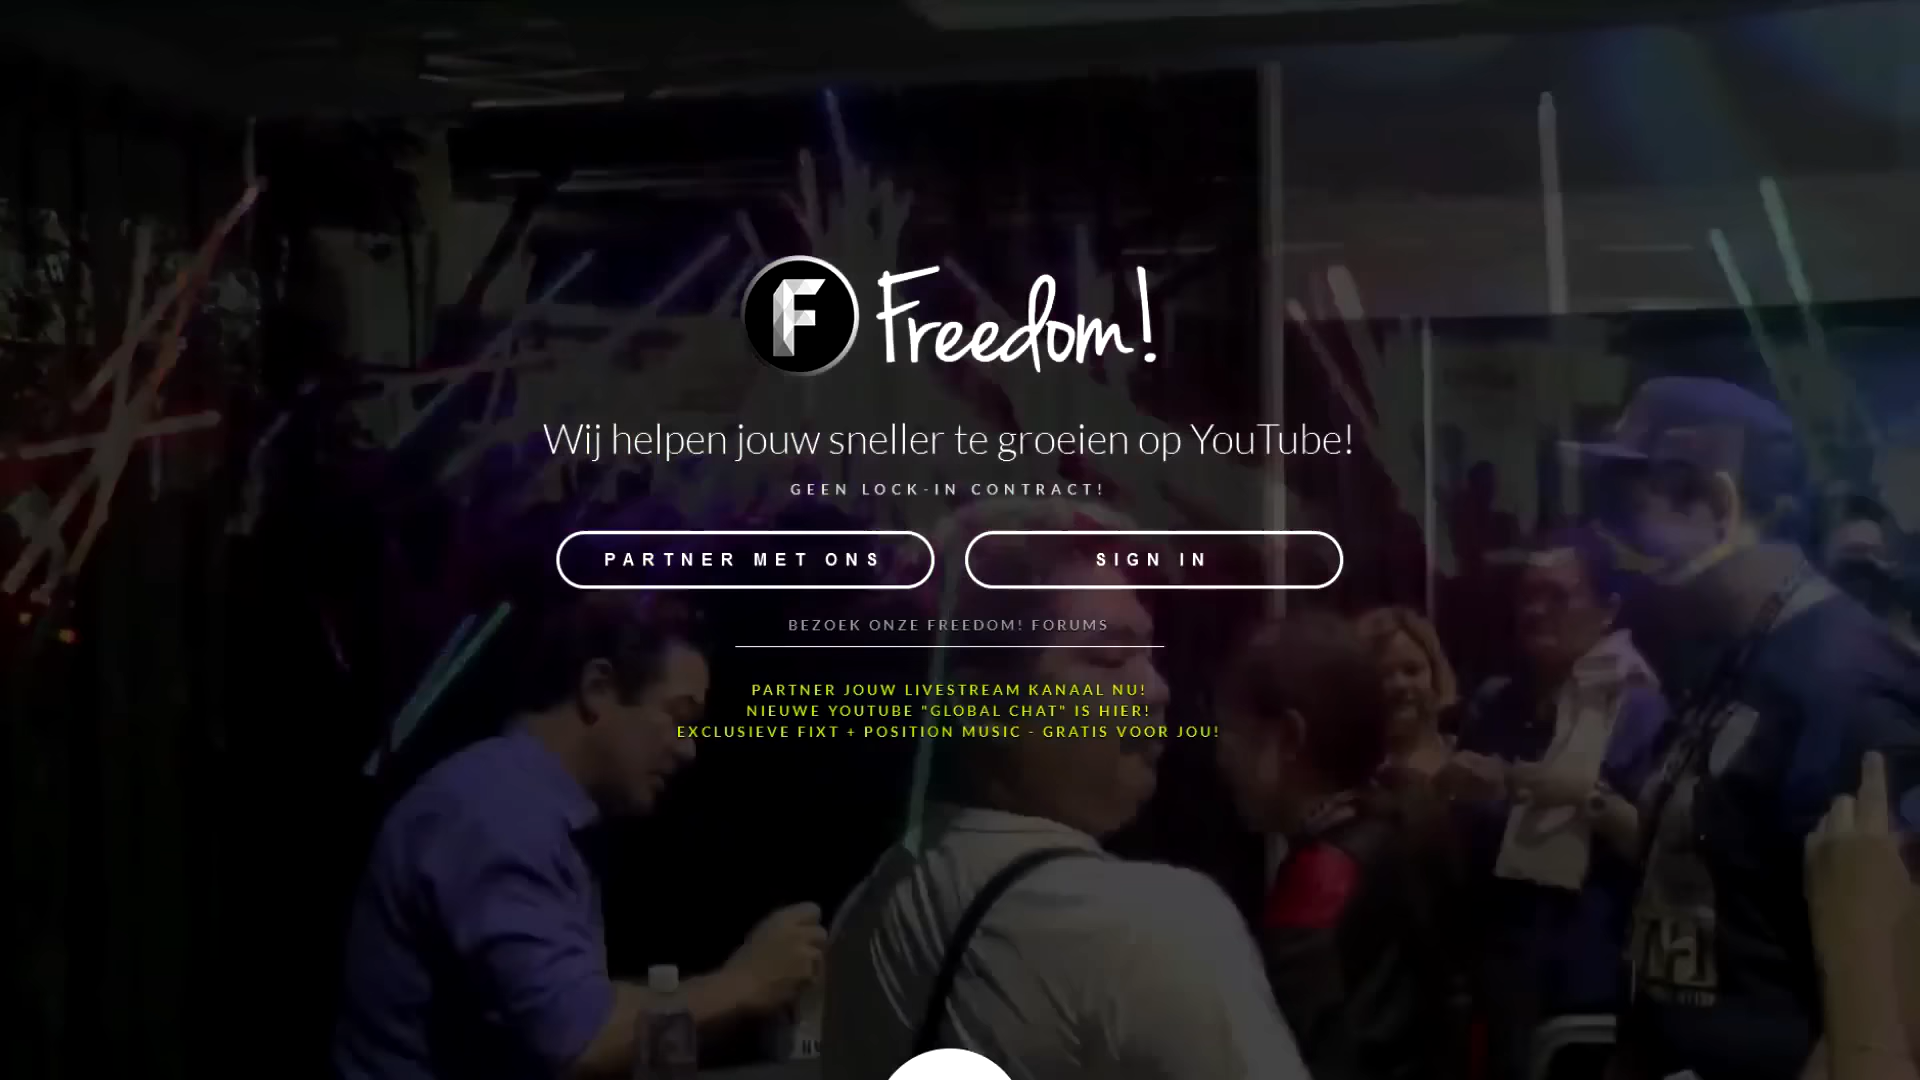 F Freedom!
Wij helpen jouw sneller te groeien op YouTube!
GEEN LOCK-IN CONTRACT!
PARTNER MET ONS
SIGN IN
BEZOEK ONZE FREEDOM! FORUMS
PARTNER JOUW LIVESTREAM KANAAL NU!
NIEUWE YOUTUBE "GLOBAL CHAT" IS HIER!
EXCLUSIEVE FIXT + POSITION MUSIC - GRATIS VOOR JOU!